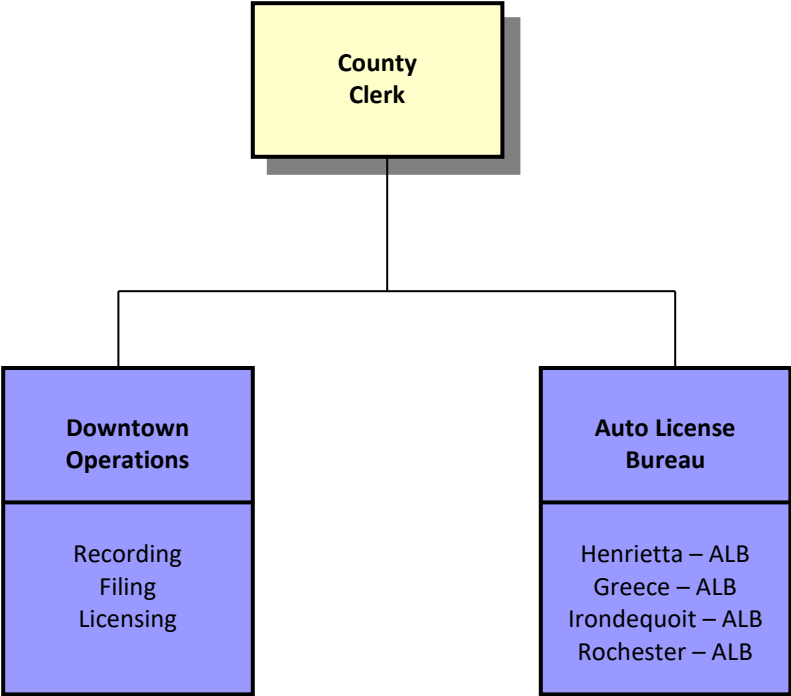 County
Clerk
Downtown
Operations
Recording
Filing
Licensing
Auto License
Bureau
Henrietta – ALB
Greece – ALB
Irondequoit – ALB
Rochester – ALB